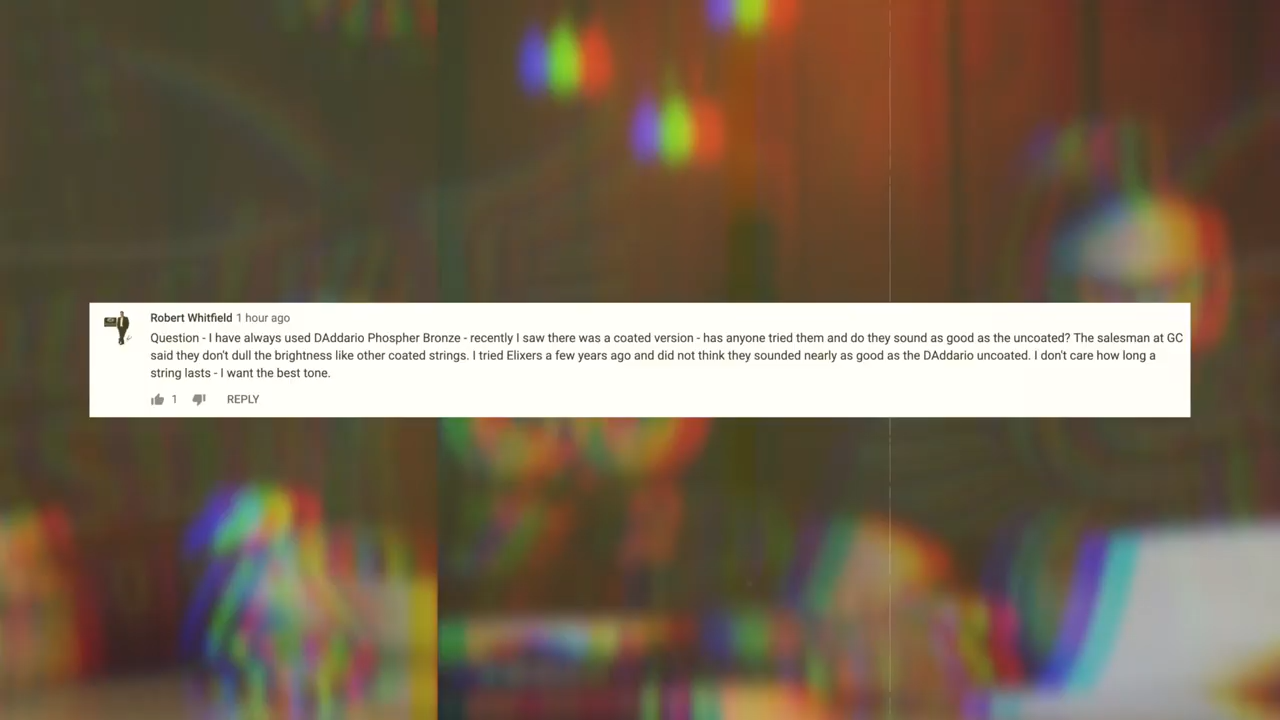 Robert Whitfield 1 hour ago
Question - I have always used DAddario Phospher Bronze - recently I saw there was a coated version - has anyone tried them and do they sound as good as the uncoated? The salesman at GC
said they don't dull the brightness like other coated strings. I tried Elixers a few years ago and did not think they sounded nearly as good as the DAddario uncoated. I don't care how long a
string lasts - I want the best tone.
1 REPLY